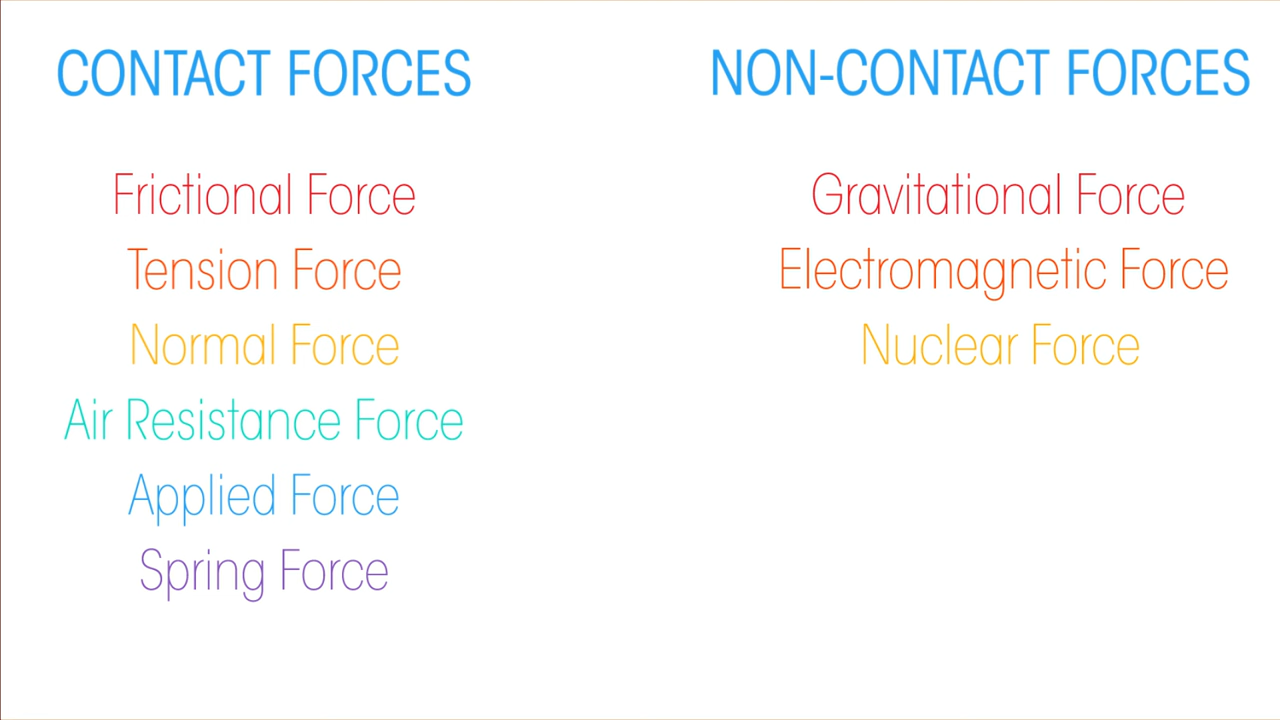 CONTACT FORCES
Frictional Force
Tension Force
Normal Force
Air Resistance Force
Applied Force
Spring Force
NON-CONTACT FORCES
Gravitational Force
Electromagnetic Force
Nuclear Force